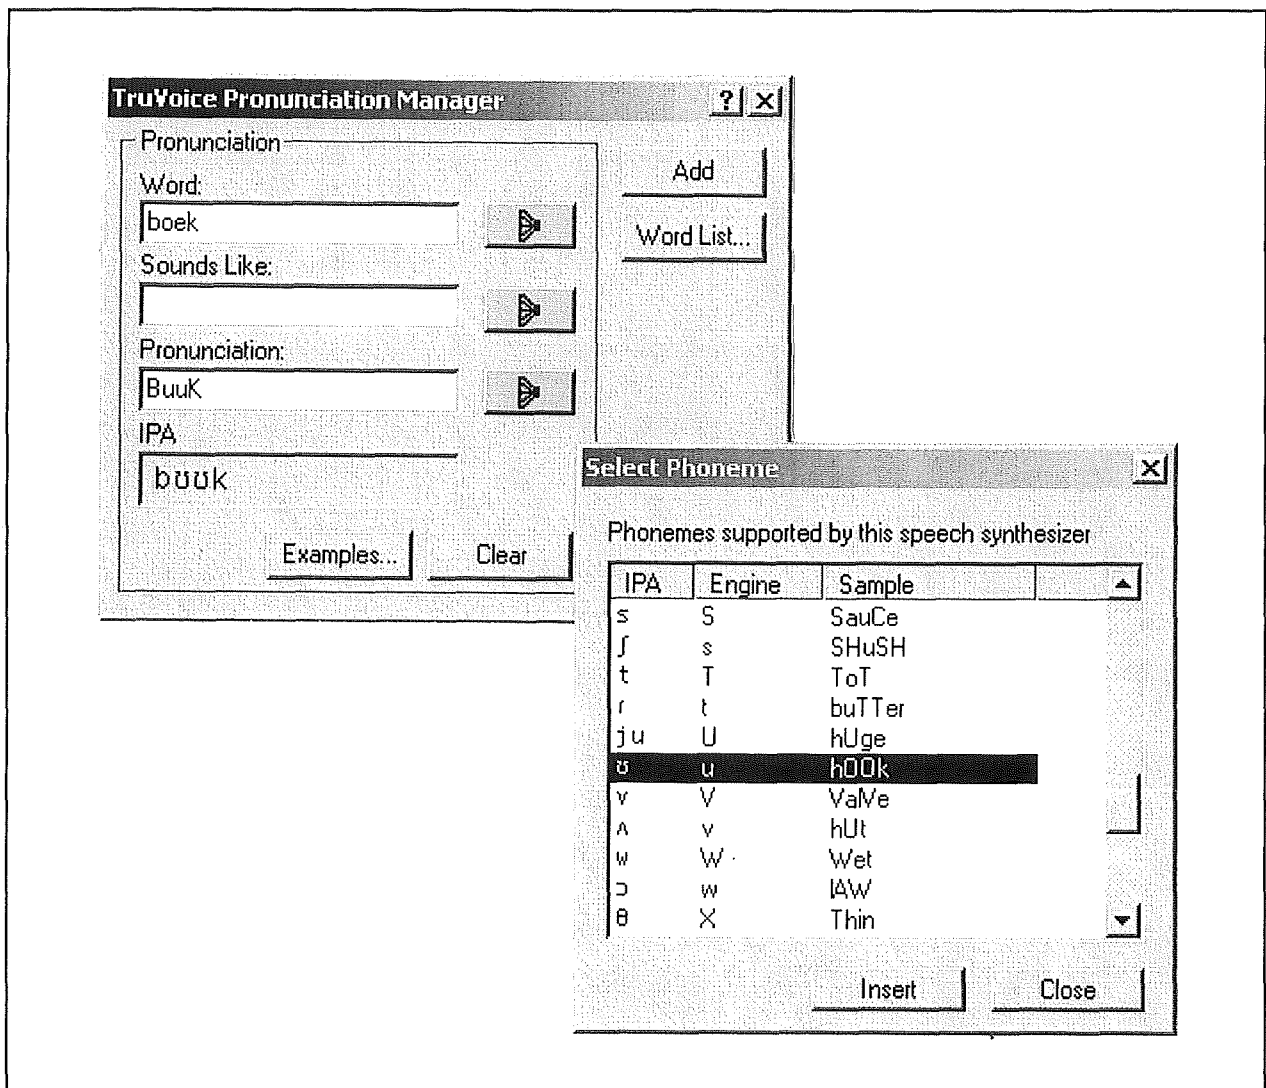 TruVoice Pronunciation Manager ? X
Pronunciation
Word:
boek
Sounds Like:
Pronunciation:
BuuK
IPA
bʊʊk
Examples... Clear
Add
Word List...
Select Phoneme X
Phonemes supported by this speech synthesizer
IPA Engine Sample
s S SauCe
ʃ s SHuSH
t T ToT
ɾ t buTTer
ju U hUge
ʊ u hOOk
v V ValVe
ʌ v hUt
w W Wet
ɔ w lAW
θ X Thin
Insert Close